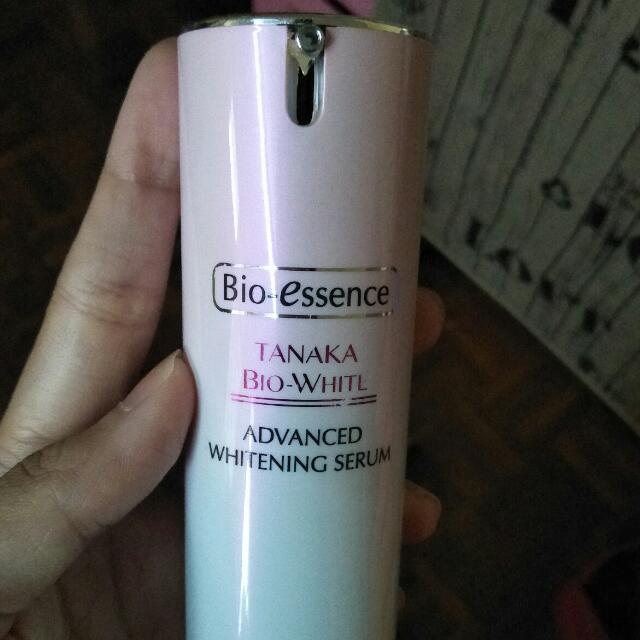 Bio-essence
TANAKA
BIO-WHITE
ADVANCED
WHITENING SERUM